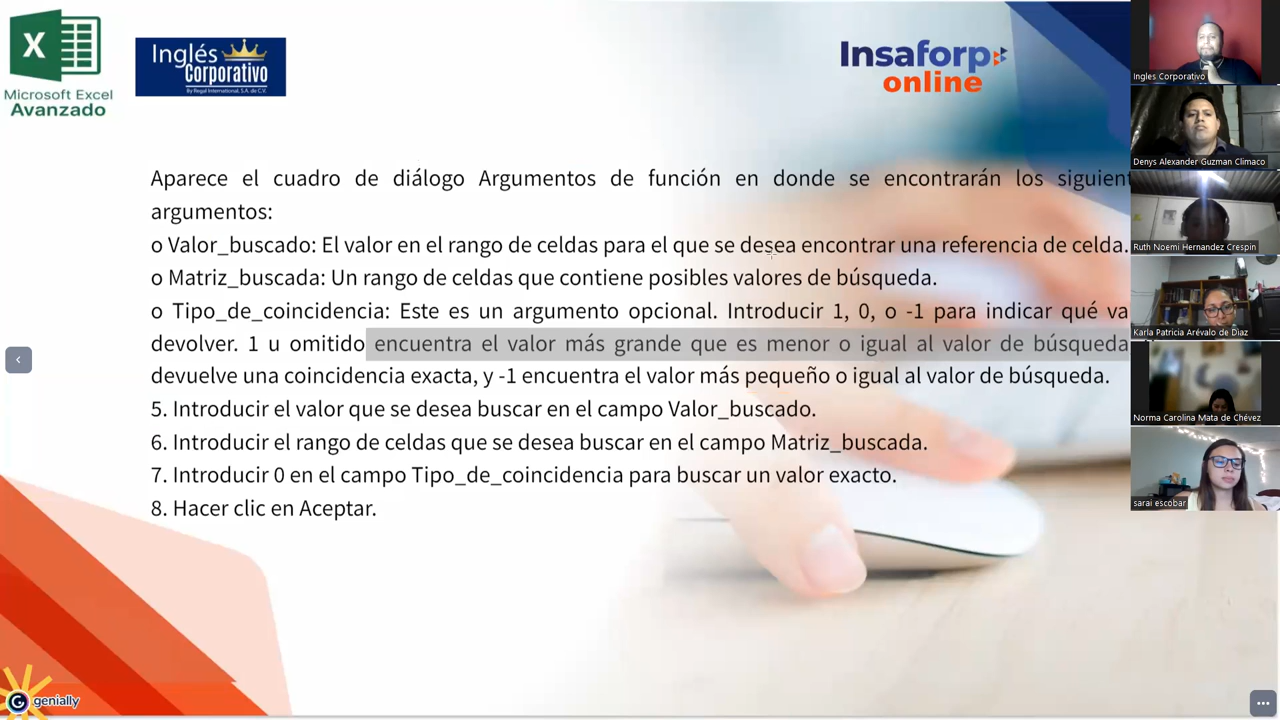 Microsoft Excel
Avanzado
Inglés
Corporativo
By Regal International, S.A. de C.V.
Insaforp
online
Aparece el cuadro de diálogo Argumentos de función en donde se encontrarán los siguient
argumentos:
o Valor_buscado: El valor en el rango de celdas para el que se desea encontrar una referencia de celda.
o Matriz_buscada: Un rango de celdas que contiene posibles valores de búsqueda.
o Tipo_de_coincidencia: Este es un argumento opcional. Introducir 1, 0, o -1 para indicar qué va
devolver. 1 u omitido encuentra el valor más grande que es menor o igual al valor de búsqueda
devuelve una coincidencia exacta, y -1 encuentra el valor más pequeño o igual al valor de búsqueda.
5. Introducir el valor que se desea buscar en el campo Valor_buscado.
6. Introducir el rango de celdas que se desea buscar en el campo Matriz_buscada.
7. Introducir 0 en el campo Tipo_de_coincidencia para buscar un valor exacto.
8. Hacer clic en Aceptar.
genially
Ingles Corporativo
Denys Alexander Guzman Climaco
Ruth Noemi Hernandez Crespin
Karla Patricia Arévalo de Diaz
Norma Carolina Mata de Chévez
sarai escobar